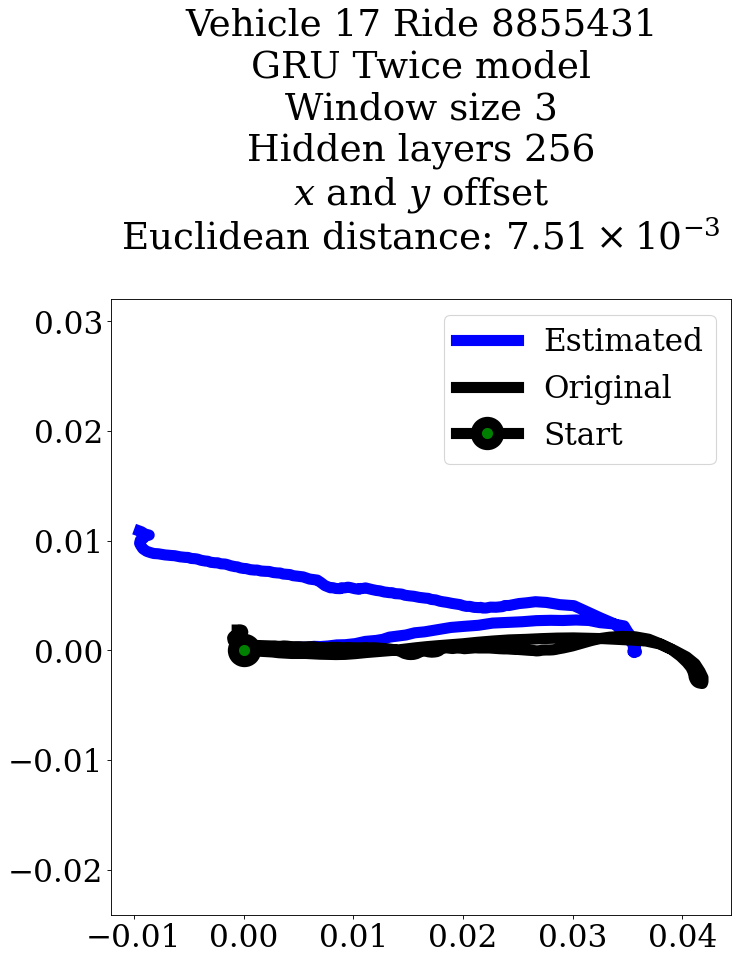 Vehicle 17 Ride 8855431
GRU Twice model
Window size 3
Hidden layers 256
x and y offset
Euclidean distance: 7.51 × 10⁻³
0.03
0.02
0.01
0.00
−0.01
−0.02
Estimated
Original
Start
−0.01 0.00 0.01 0.02 0.03 0.04